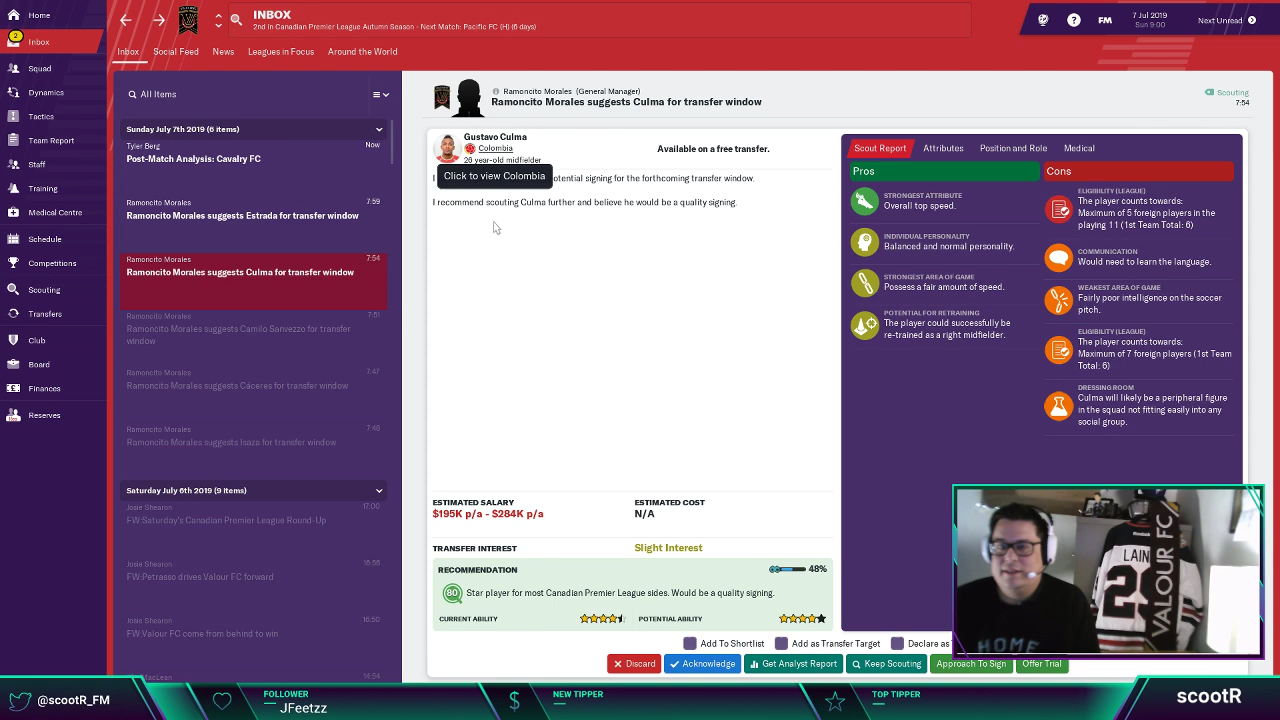 Home
2
Inbox
Squad
Dynamics
Tactics
Team Report
Staff
Training
Medical Centre
Schedule
Competitions
Scouting
Transfers
Club
Board
Finances
Reserves
INBOX
2nd in Canadian Premier League Autumn Season - Next Match: Pacific FC (H) (6 days)
FM
7 Jul 2019
Sun 9:00
Next Unread
Inbox
Social Feed
News
Leagues in Focus
Around the World
All Items
Sunday July 7th 2019 (6 items)
Tyler Berg
Now
Post-Match Analysis: Cavalry FC
Ramoncito Morales
7:59
Ramoncito Morales suggests Estrada for transfer window
Ramoncito Morales
7:54
Ramoncito Morales suggests Culma for transfer window
Ramoncito Morales
7:51
Ramoncito Morales suggests Camilo Sanvezzo for transfer
window
Ramoncito Morales
7:47
Ramoncito Morales suggests Cáceres for transfer window
Ramoncito Morales
7:46
Ramoncito Morales suggests Isaza for transfer window
Saturday July 6th 2019 (9 items)
Josie Shearon
17:00
FW:Saturday's Canadian Premier League Round-Up
Josie Shearon
16:56
FW:Petrasso drives Valour FC forward
Josie Shearon
16:50
FW:Valour FC come from behind to win
14:54
Ramoncito Morales (General Manager)
Ramoncito Morales suggests Culma for transfer window
Scouting
7:54
Gustavo Culma
Colombia
26 year-old midfielder
Available on a free transfer.
Click to view Colombia
I
potential signing for the forthcoming transfer window.
I recommend scouting Culma further and believe he would be a quality signing.
ESTIMATED SALARY
$195K p/a - $284K p/a
ESTIMATED COST
N/A
TRANSFER INTEREST
Slight Interest
RECOMMENDATION
48%
80
Star player for most Canadian Premier League sides. Would be a quality signing.
CURRENT ABILITY
POTENTIAL ABILITY
Scout Report
Attributes
Position and Role
Medical
Pros
STRONGEST ATTRIBUTE
Overall top speed.
INDIVIDUAL PERSONALITY
Balanced and normal personality.
STRONGEST AREA OF GAME
Possess a fair amount of speed.
POTENTIAL FOR RETRAINING
The player could successfully be
re-trained as a right midfielder.
Cons
ELIGIBILITY (LEAGUE)
The player counts towards:
Maximum of 5 foreign players in the
playing 11 (1st Team Total: 6)
COMMUNICATION
Would need to learn the language.
WEAKEST AREA OF GAME
Fairly poor intelligence on the soccer
pitch.
ELIGIBILITY (LEAGUE)
The player counts towards:
Maximum of 7 foreign players (1st Team
Total: 6)
DRESSING ROOM
Culma will likely be a peripheral figure
in the squad not fitting easily into any
social group.
Add To Shortlist
Add as Transfer Target
Declare as
Discard
Acknowledge
Get Analyst Report
Keep Scouting
Approach To Sign
Offer Trial
LAIN
VALOUR FC
HOME
@scootR_FM
FOLLOWER
JFeetzz
NEW TIPPER
TOP TIPPER
scootR